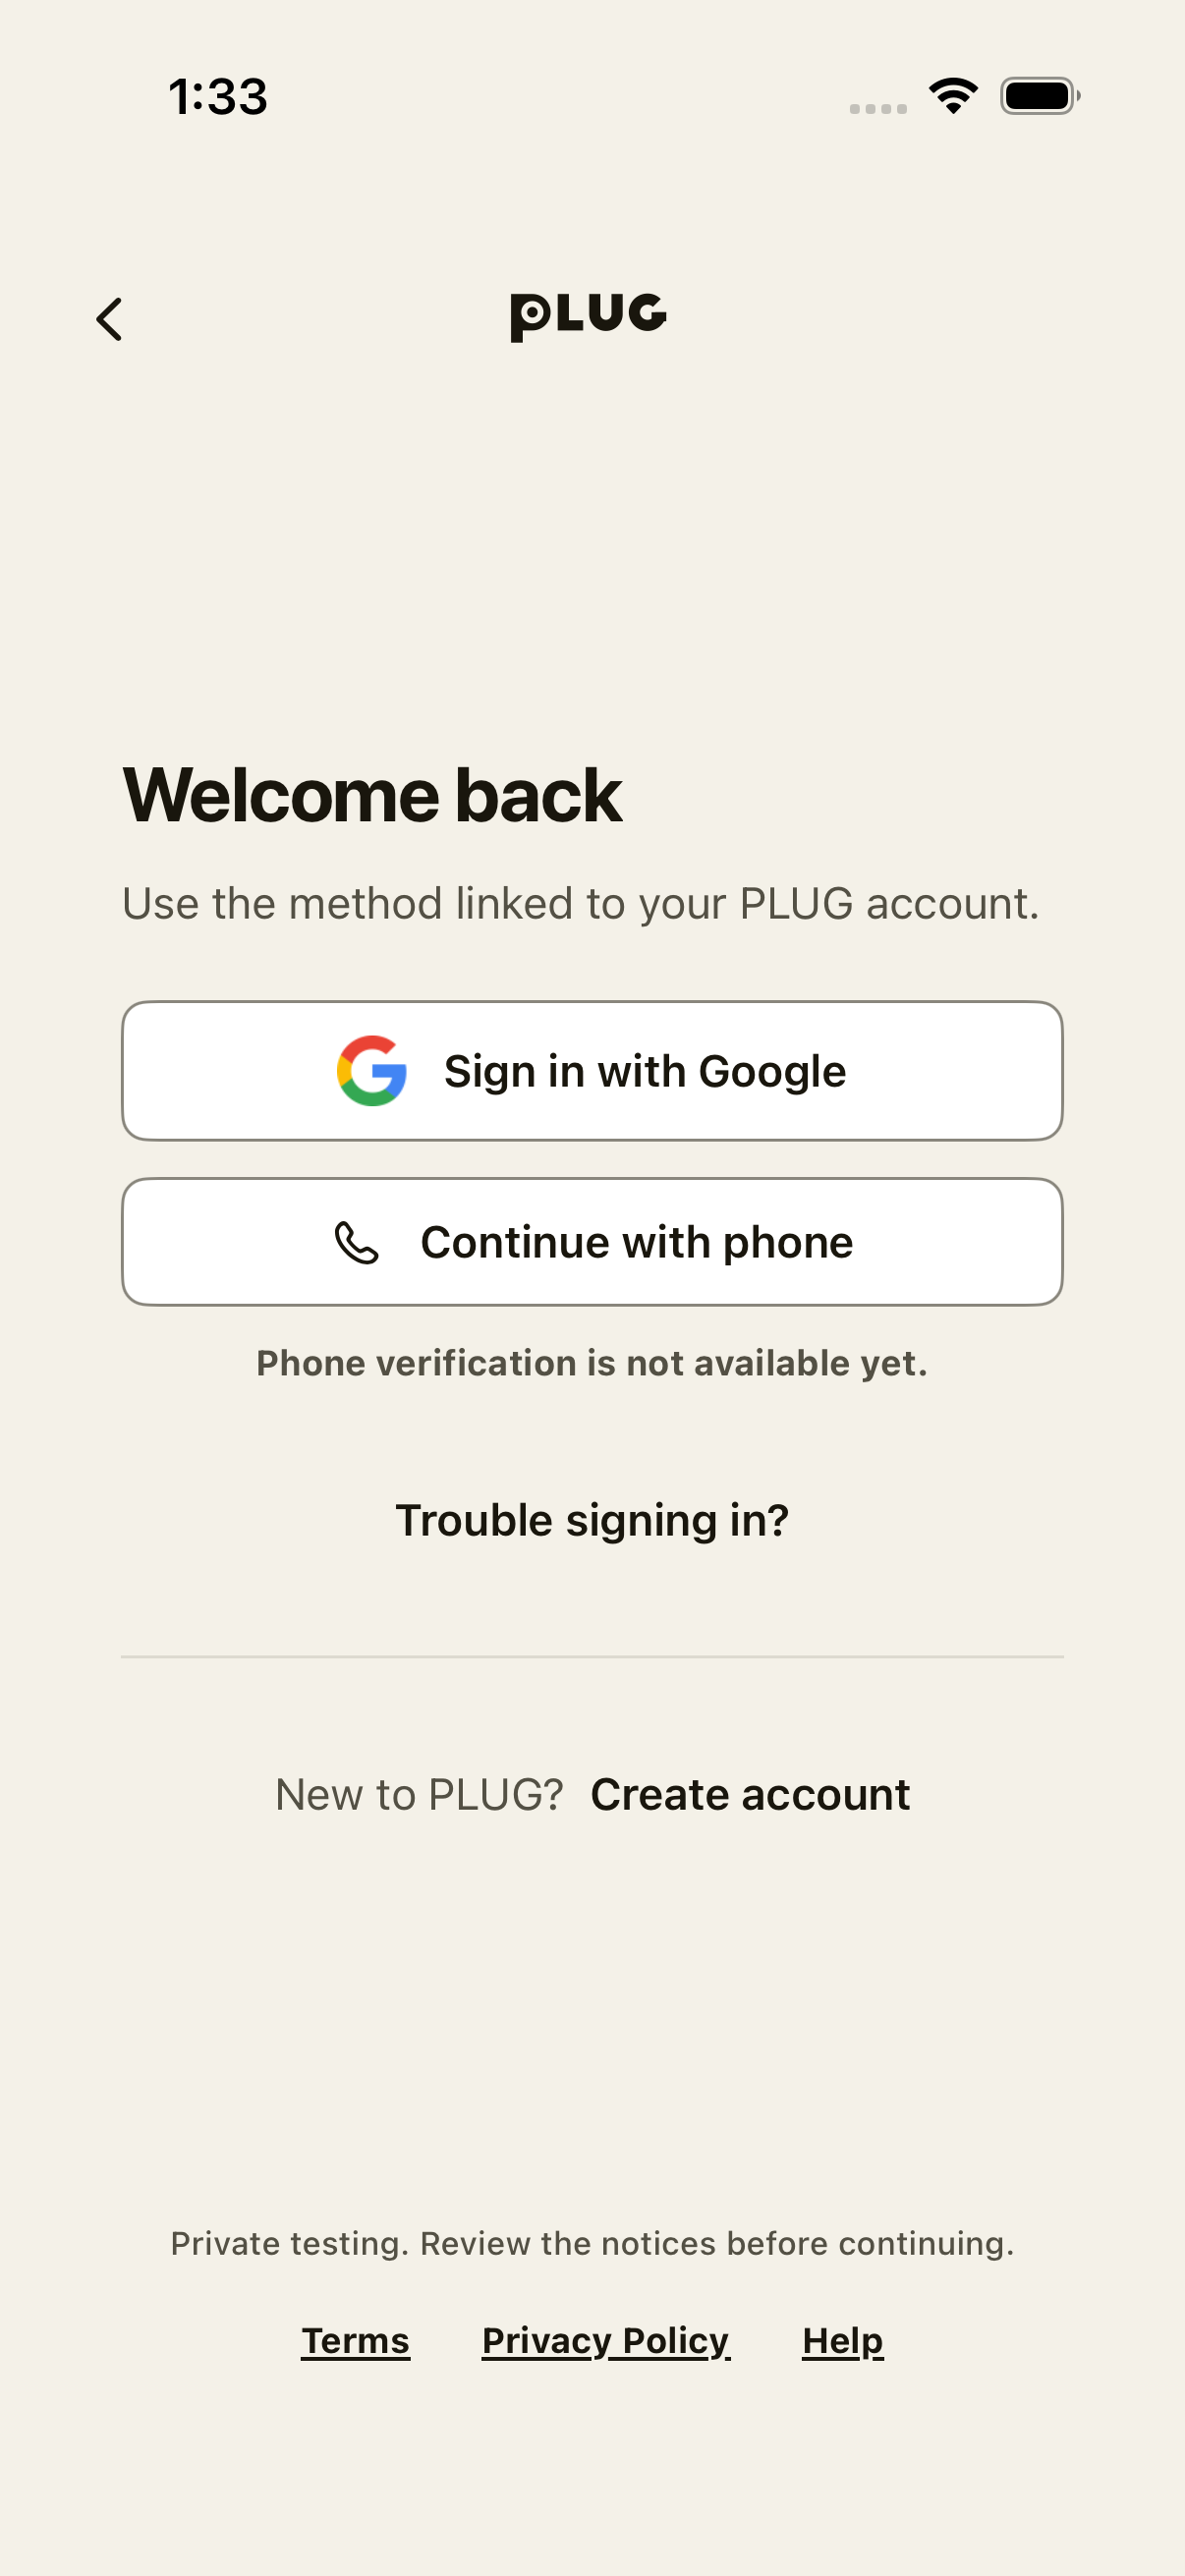 1:33
PLUG
Welcome back
Use the method linked to your PLUG account.
Sign in with Google
Continue with phone
Phone verification is not available yet.
Trouble signing in?
New to PLUG? Create account
Private testing. Review the notices before continuing.
Terms Privacy Policy Help